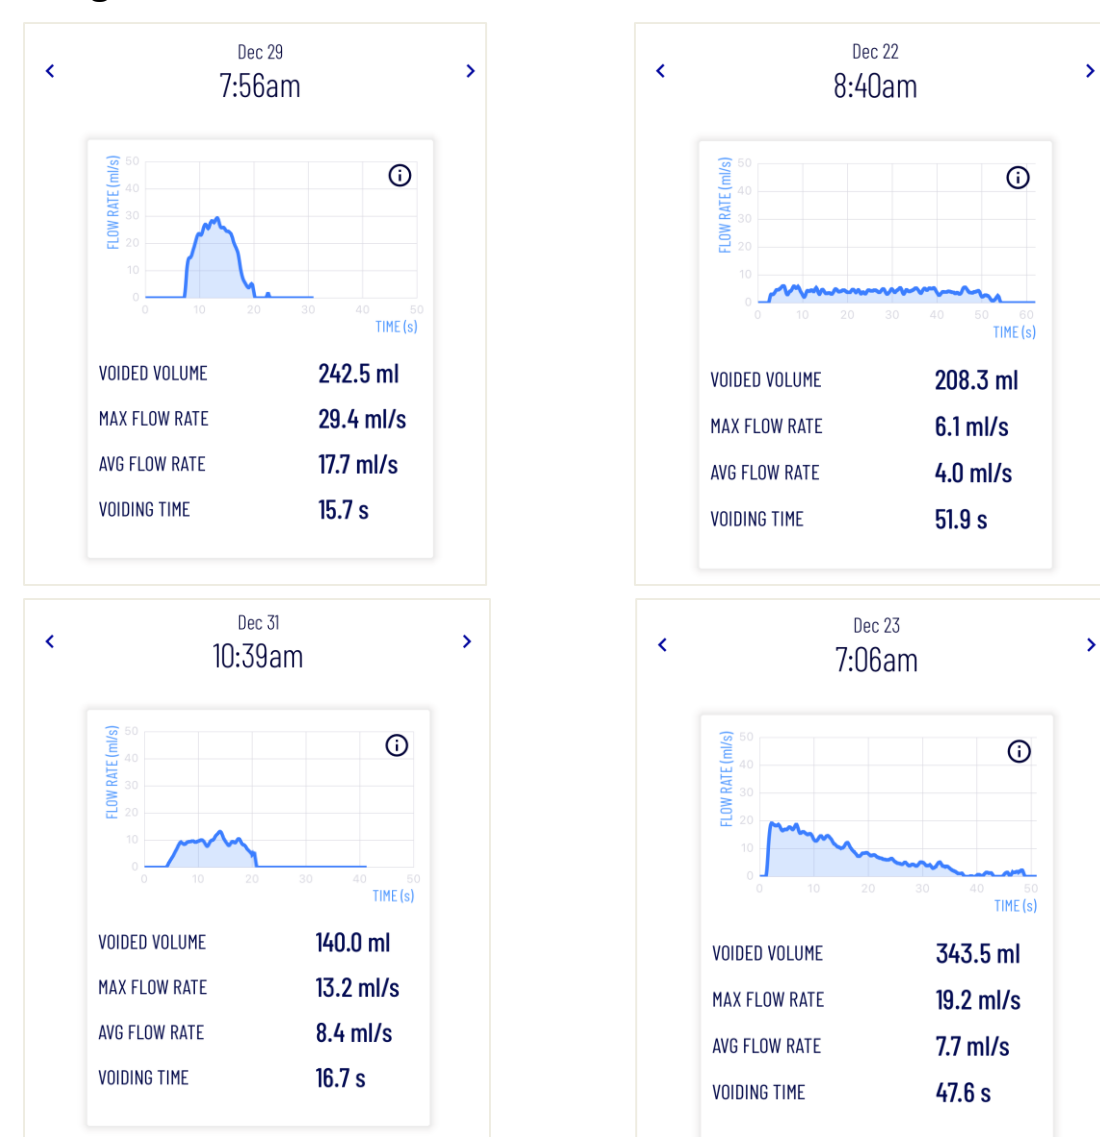 Dec 29
7:56am
FLOW RATE (ml/s)
50
40
30
20
10
0
0 10 20 30 40 50
TIME (s)
VOIDED VOLUME 242.5 ml
MAX FLOW RATE 29.4 ml/s
AVG FLOW RATE 17.7 ml/s
VOIDING TIME 15.7 s
Dec 22
8:40am
FLOW RATE (ml/s)
50
40
30
20
10
0
0 10 20 30 40 50 60
TIME (s)
VOIDED VOLUME 208.3 ml
MAX FLOW RATE 6.1 ml/s
AVG FLOW RATE 4.0 ml/s
VOIDING TIME 51.9 s
Dec 31
10:39am
FLOW RATE (ml/s)
50
40
30
20
10
0
0 10 20 30 40 50
TIME (s)
VOIDED VOLUME 140.0 ml
MAX FLOW RATE 13.2 ml/s
AVG FLOW RATE 8.4 ml/s
VOIDING TIME 16.7 s
Dec 23
7:06am
FLOW RATE (ml/s)
50
40
30
20
10
0
0 10 20 30 40 50
TIME (s)
VOIDED VOLUME 343.5 ml
MAX FLOW RATE 19.2 ml/s
AVG FLOW RATE 7.7 ml/s
VOIDING TIME 47.6 s